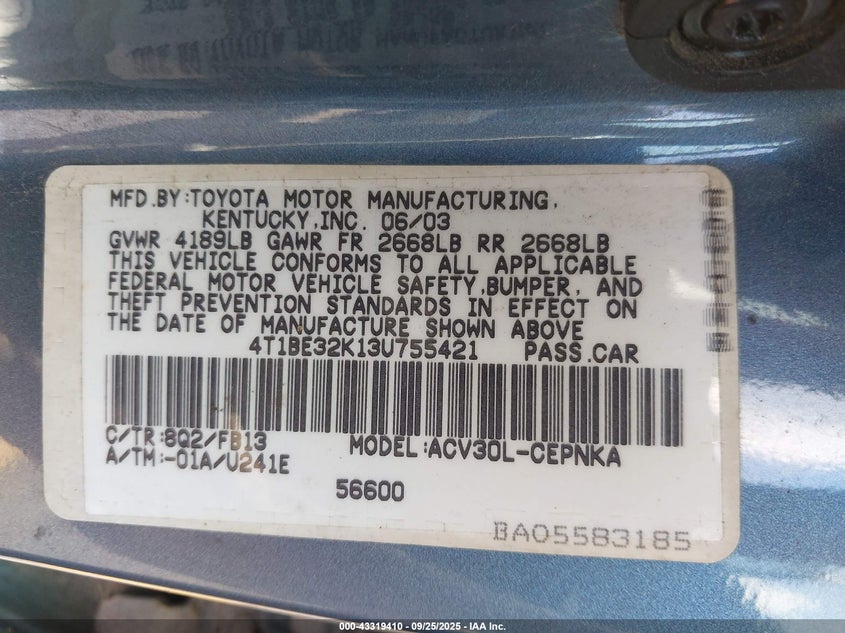 MFD.BY:TOYOTA MOTOR MANUFACTURING,
KENTUCKY,INC. 06/03
GVWR 4189LB GAWR FR 2668LB RR 2668LB
THIS VEHICLE CONFORMS TO ALL APPLICABLE
FEDERAL MOTOR VEHICLE SAFETY,BUMPER, AND
THEFT PREVENTION STANDARDS IN EFFECT ON
THE DATE OF MANUFACTURE SHOWN ABOVE
4T1BE32K13U755421 PASS.CAR
C/TR:8Q2/FB13 MODEL:ACV30L-CEPNKA
A/TM:-01A/U241E
56600
BA05583185
000-43319410 • 09/25/2025 • IAA Inc.